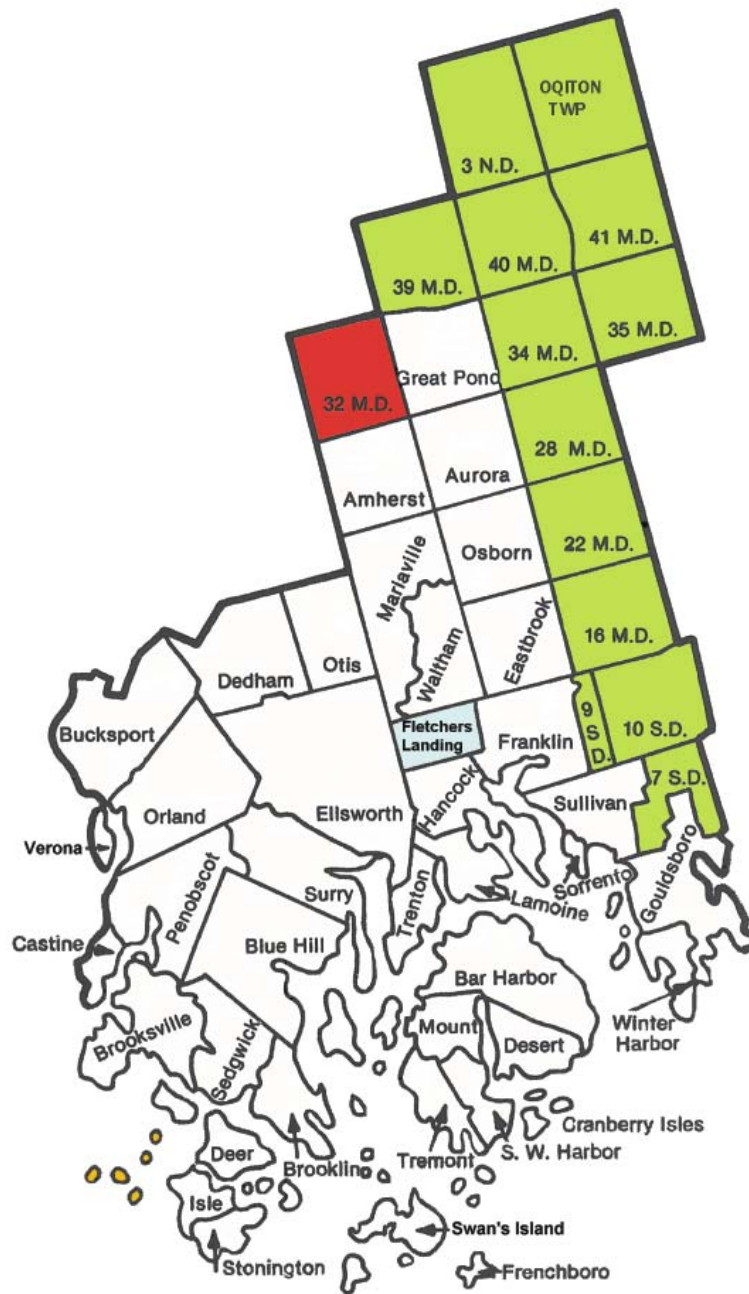 OQITON
TWP
3 N.D.
41 M.D.
40 M.D.
39 M.D.
35 M.D.
34 M.D.
Great Pond
32 M.D.
28 M.D.
Aurora
Amherst
22 M.D.
Osborn
Mariaville
16 M.D.
Eastbrook
Waltham
Otis
Dedham
Bucksport
Fletchers
Landing
Franklin
9
S
D.
10 S.D.
7 S.D.
Hancock
Sullivan
Ellsworth
Orland
Verona
Surry
Trenton
Lamoine
Sorrento
Gouldsboro
Penobscot
Castine
Blue Hill
Bar Harbor
Winter
Harbor
Mount
Desert
Brooksville
Sedgwick
Cranberry Isles
S. W. Harbor
Tremont
Brooklin
Deer
Isle
Swan's Island
Stonington
Frenchboro